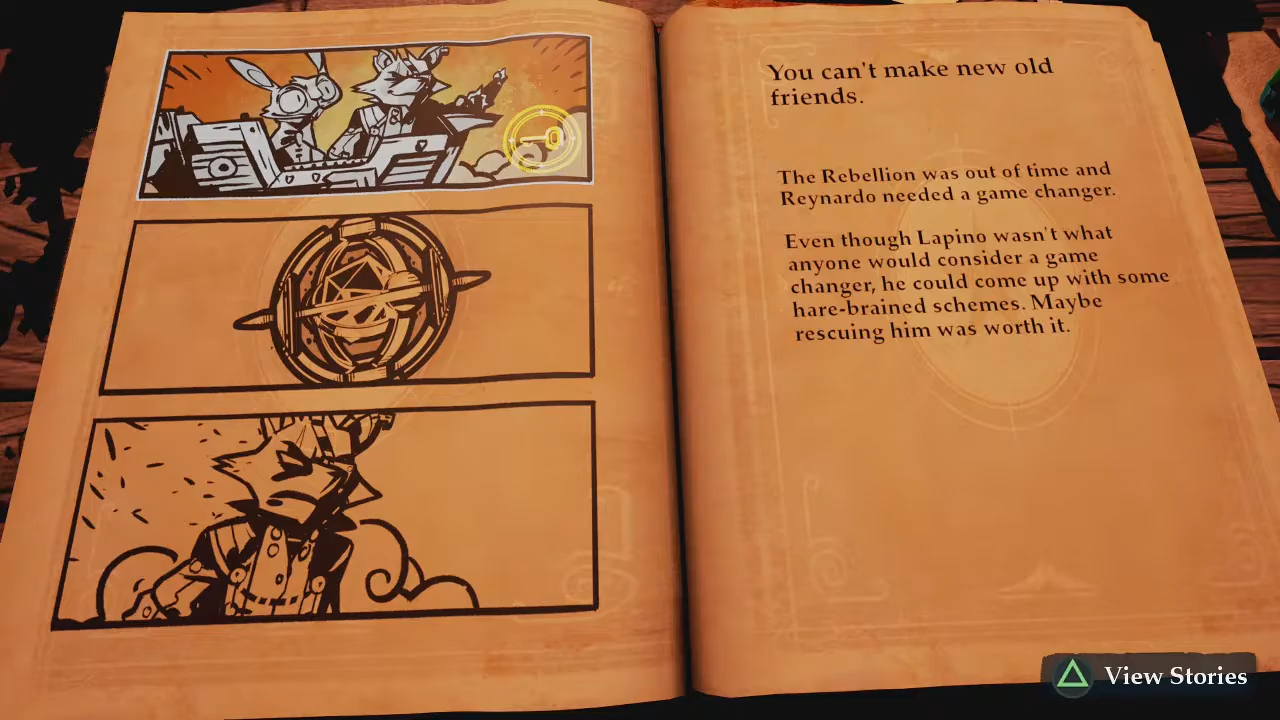 You can't make new old
friends.
The Rebellion was out of time and
Reynardo needed a game changer.
Even though Lapino wasn't what
anyone would consider a game
changer, he could come up with some
hare-brained schemes. Maybe
rescuing him was worth it.
View Stories